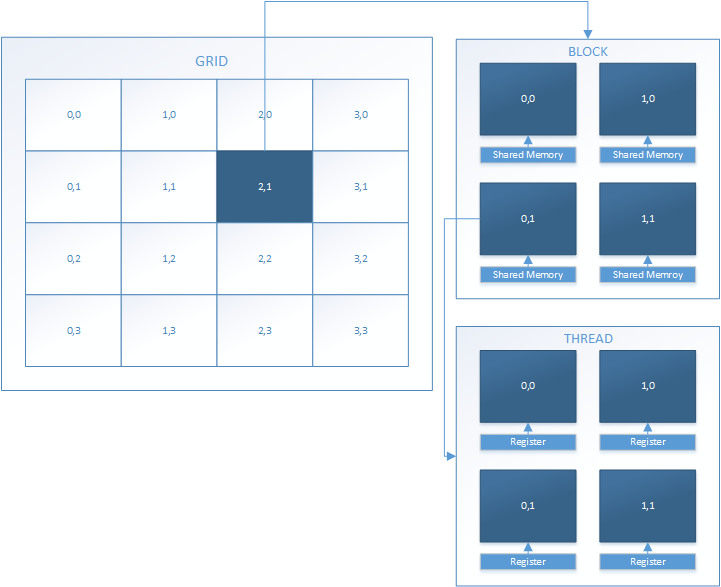 GRID
0,0 1,0 2,0 3,0
0,1 1,1 2,1 3,1
0,2 1,2 2,2 3,2
0,3 1,3 2,3 3,3
BLOCK
0,0 1,0
Shared Memory Shared Memory
0,1 1,1
Shared Memory Shared Memroy
THREAD
0,0 1,0
Register Register
0,1 1,1
Register Register